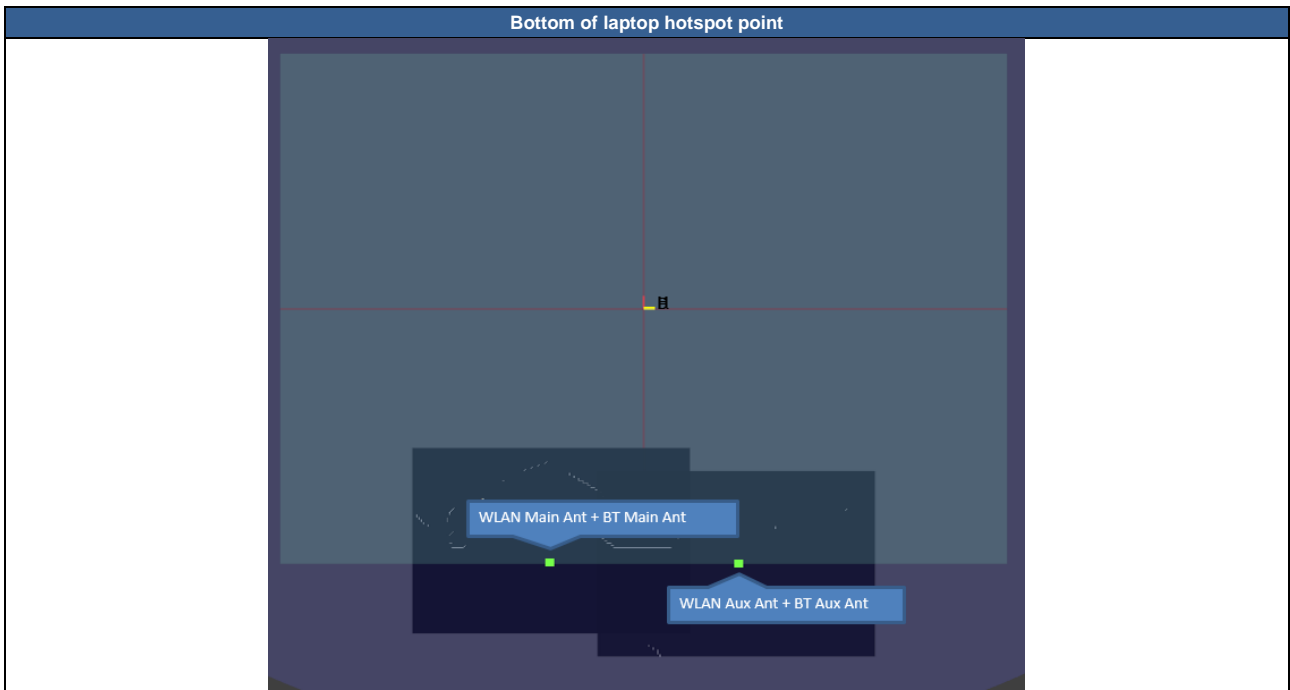 Bottom of laptop hotspot point
WLAN Main Ant + BT Main Ant
WLAN Aux Ant + BT Aux Ant